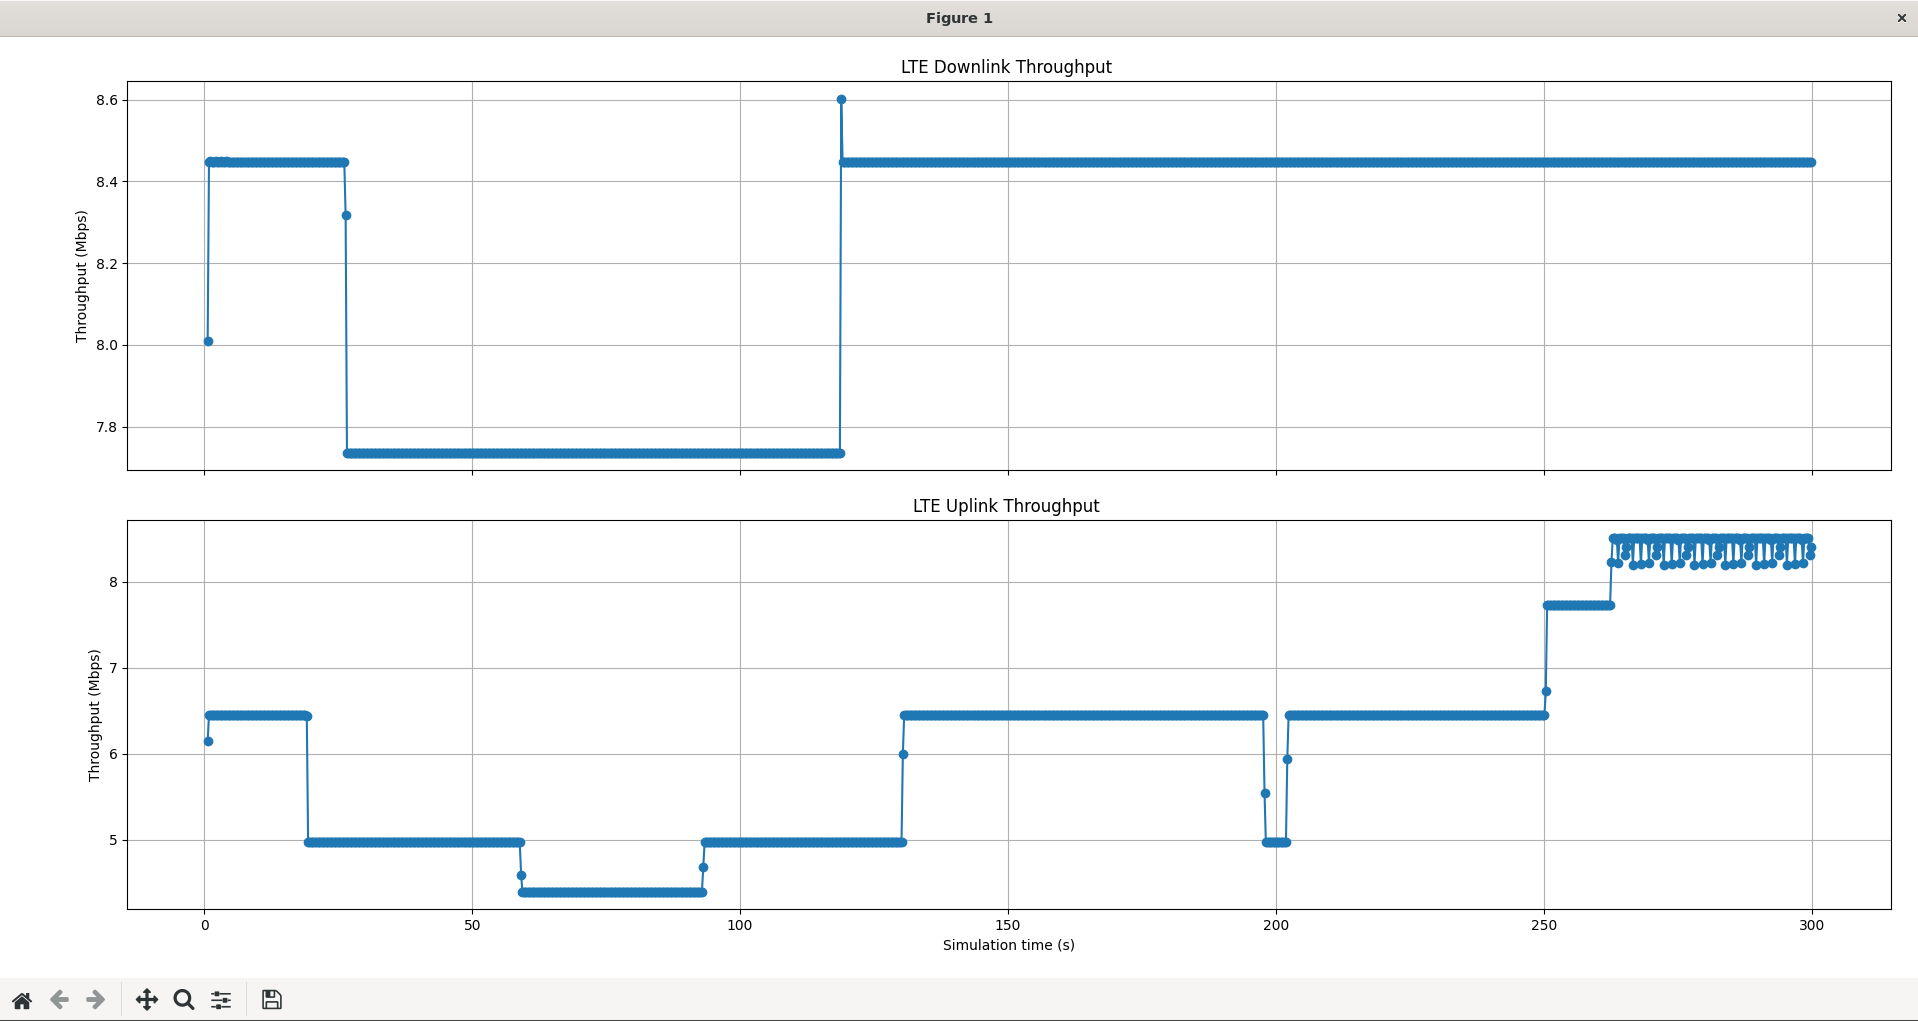 Figure 1
×
LTE Downlink Throughput
8.6
8.4
8.2
8.0
7.8
Throughput (Mbps)
LTE Uplink Throughput
8
7
6
5
Throughput (Mbps)
0 50 100 150 200 250 300
Simulation time (s)